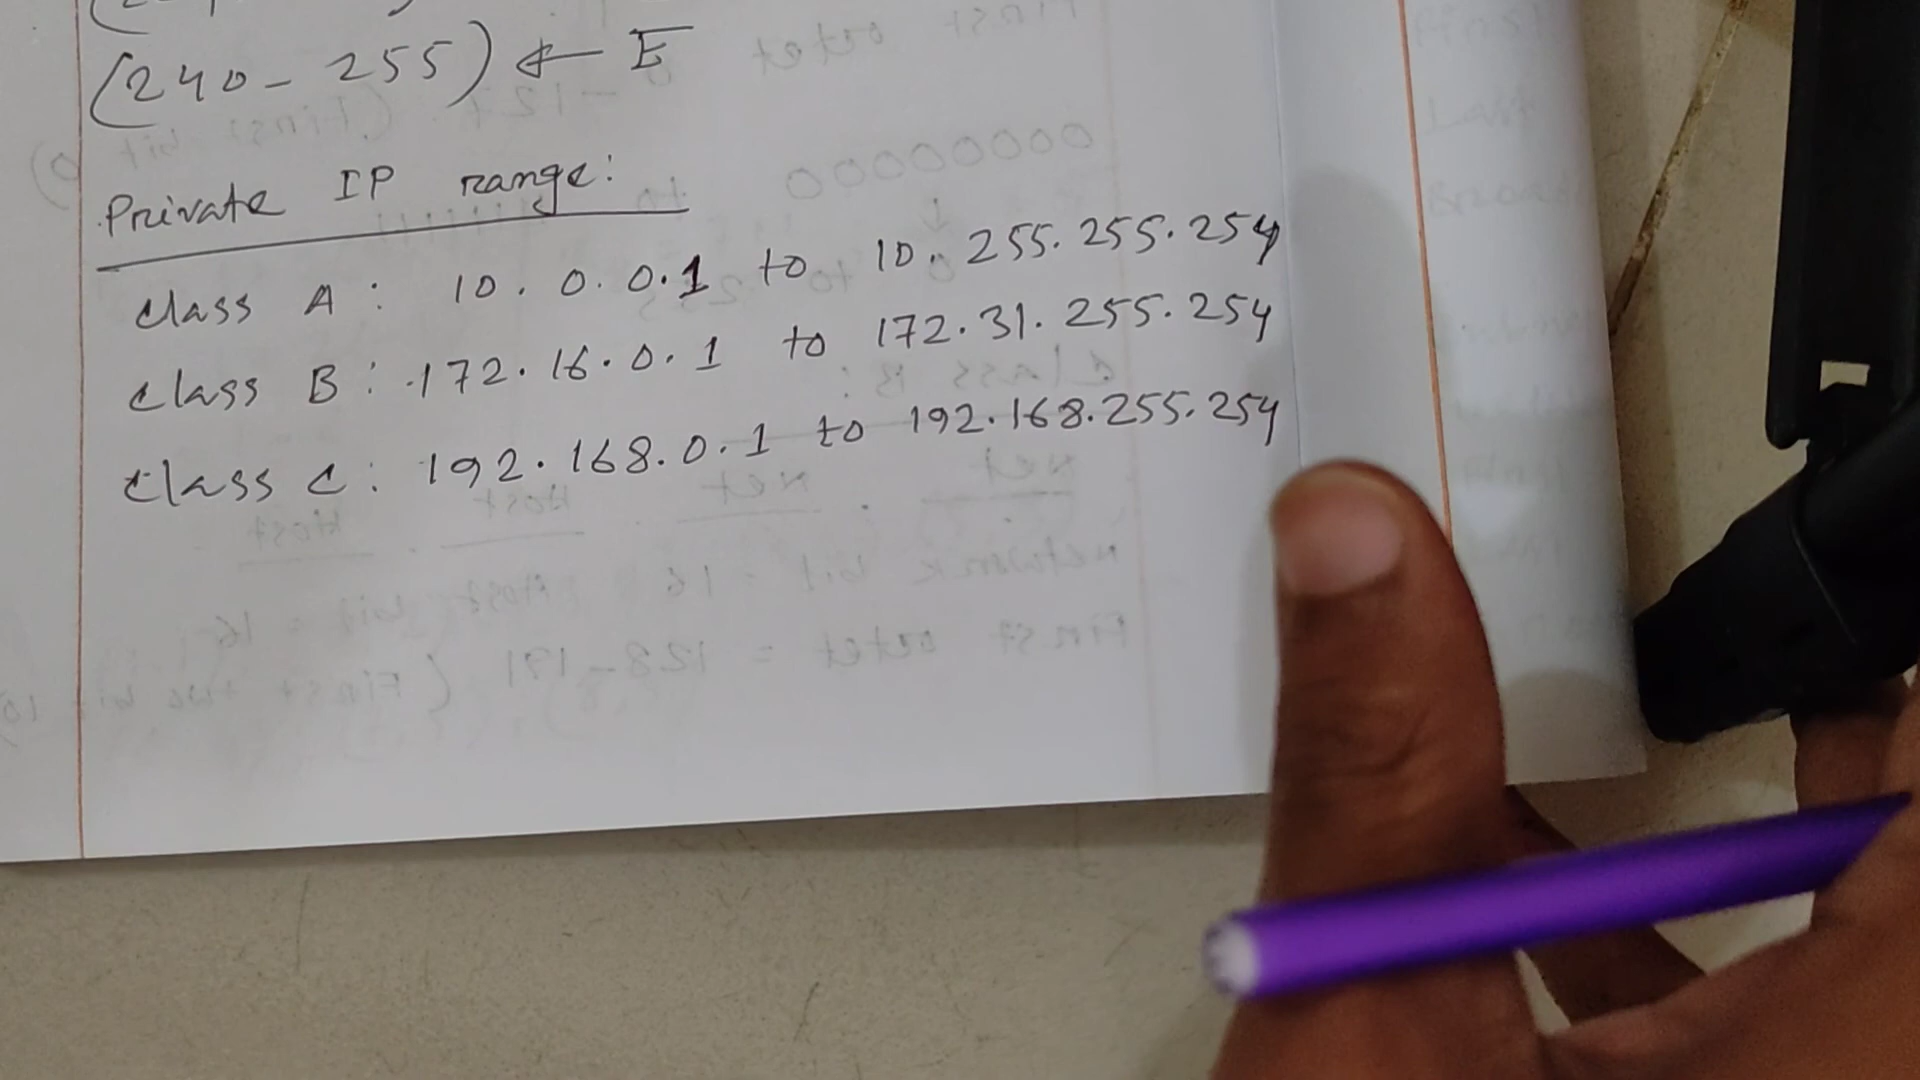 (240 - 255) ← E
Private IP range:
class A : 10.0.0.1 to 10.255.255.254
class B : 172.16.0.1 to 172.31.255.254
class C : 192.168.0.1 to 192.168.255.254